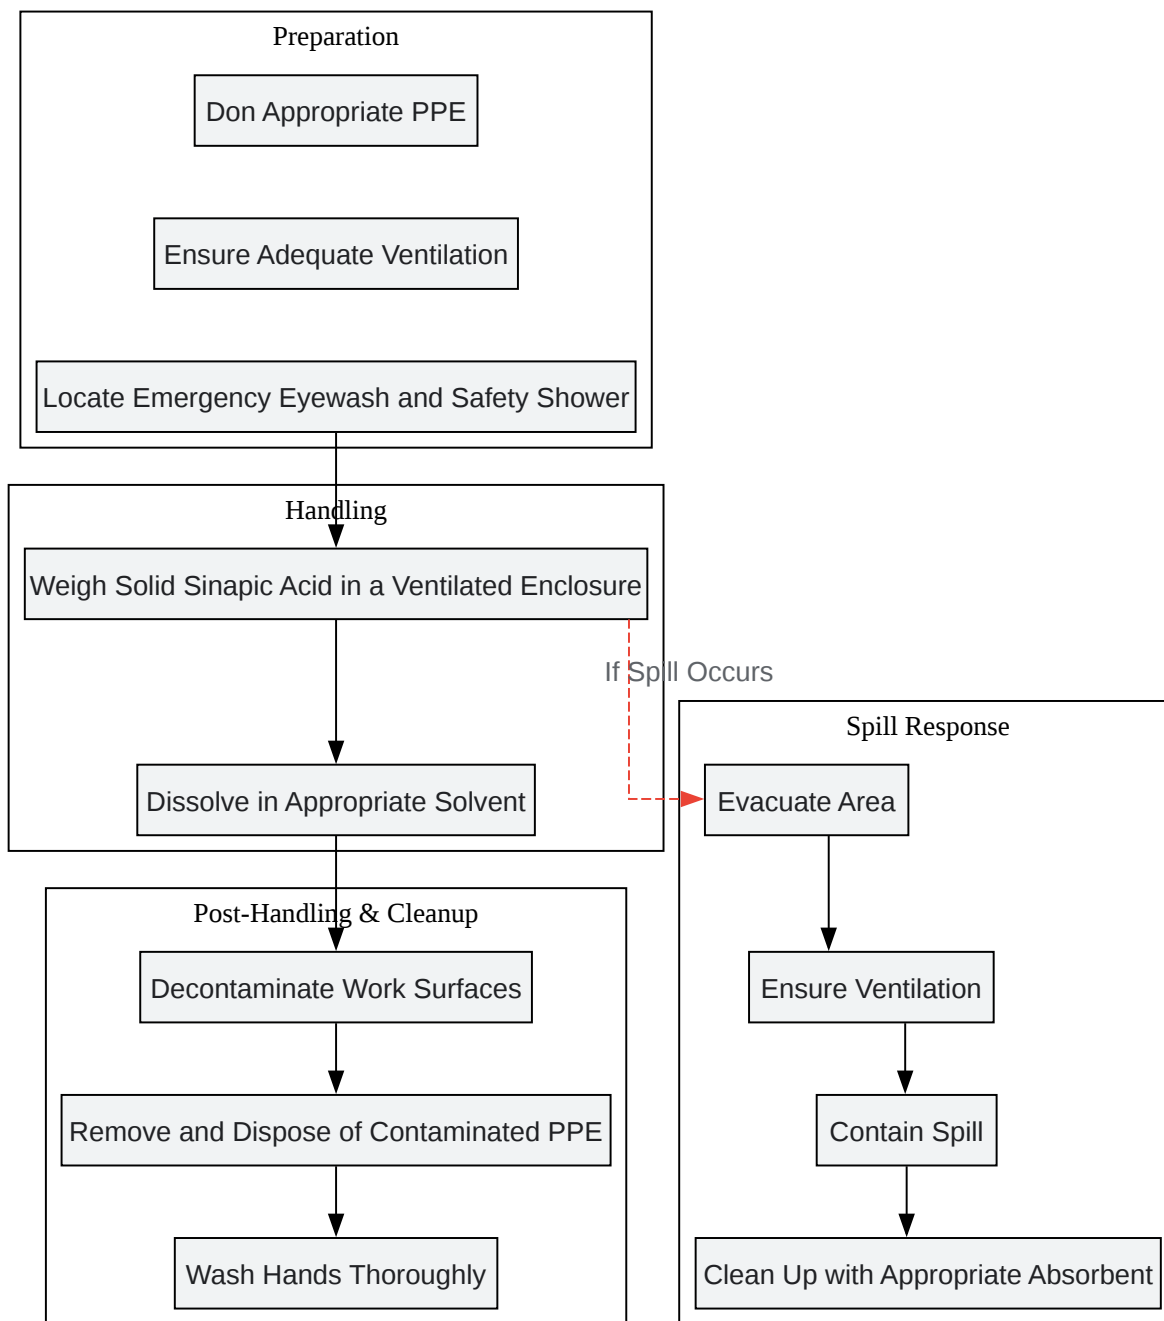 Preparation
Don Appropriate PPE
Ensure Adequate Ventilation
Locate Emergency Eyewash and Safety Shower
Handling
Weigh Solid Sinapic Acid in a Ventilated Enclosure
If Spill Occurs
Dissolve in Appropriate Solvent
Post-Handling & Cleanup
Decontaminate Work Surfaces
Remove and Dispose of Contaminated PPE
Wash Hands Thoroughly
Spill Response
Evacuate Area
Ensure Ventilation
Contain Spill
Clean Up with Appropriate Absorbent